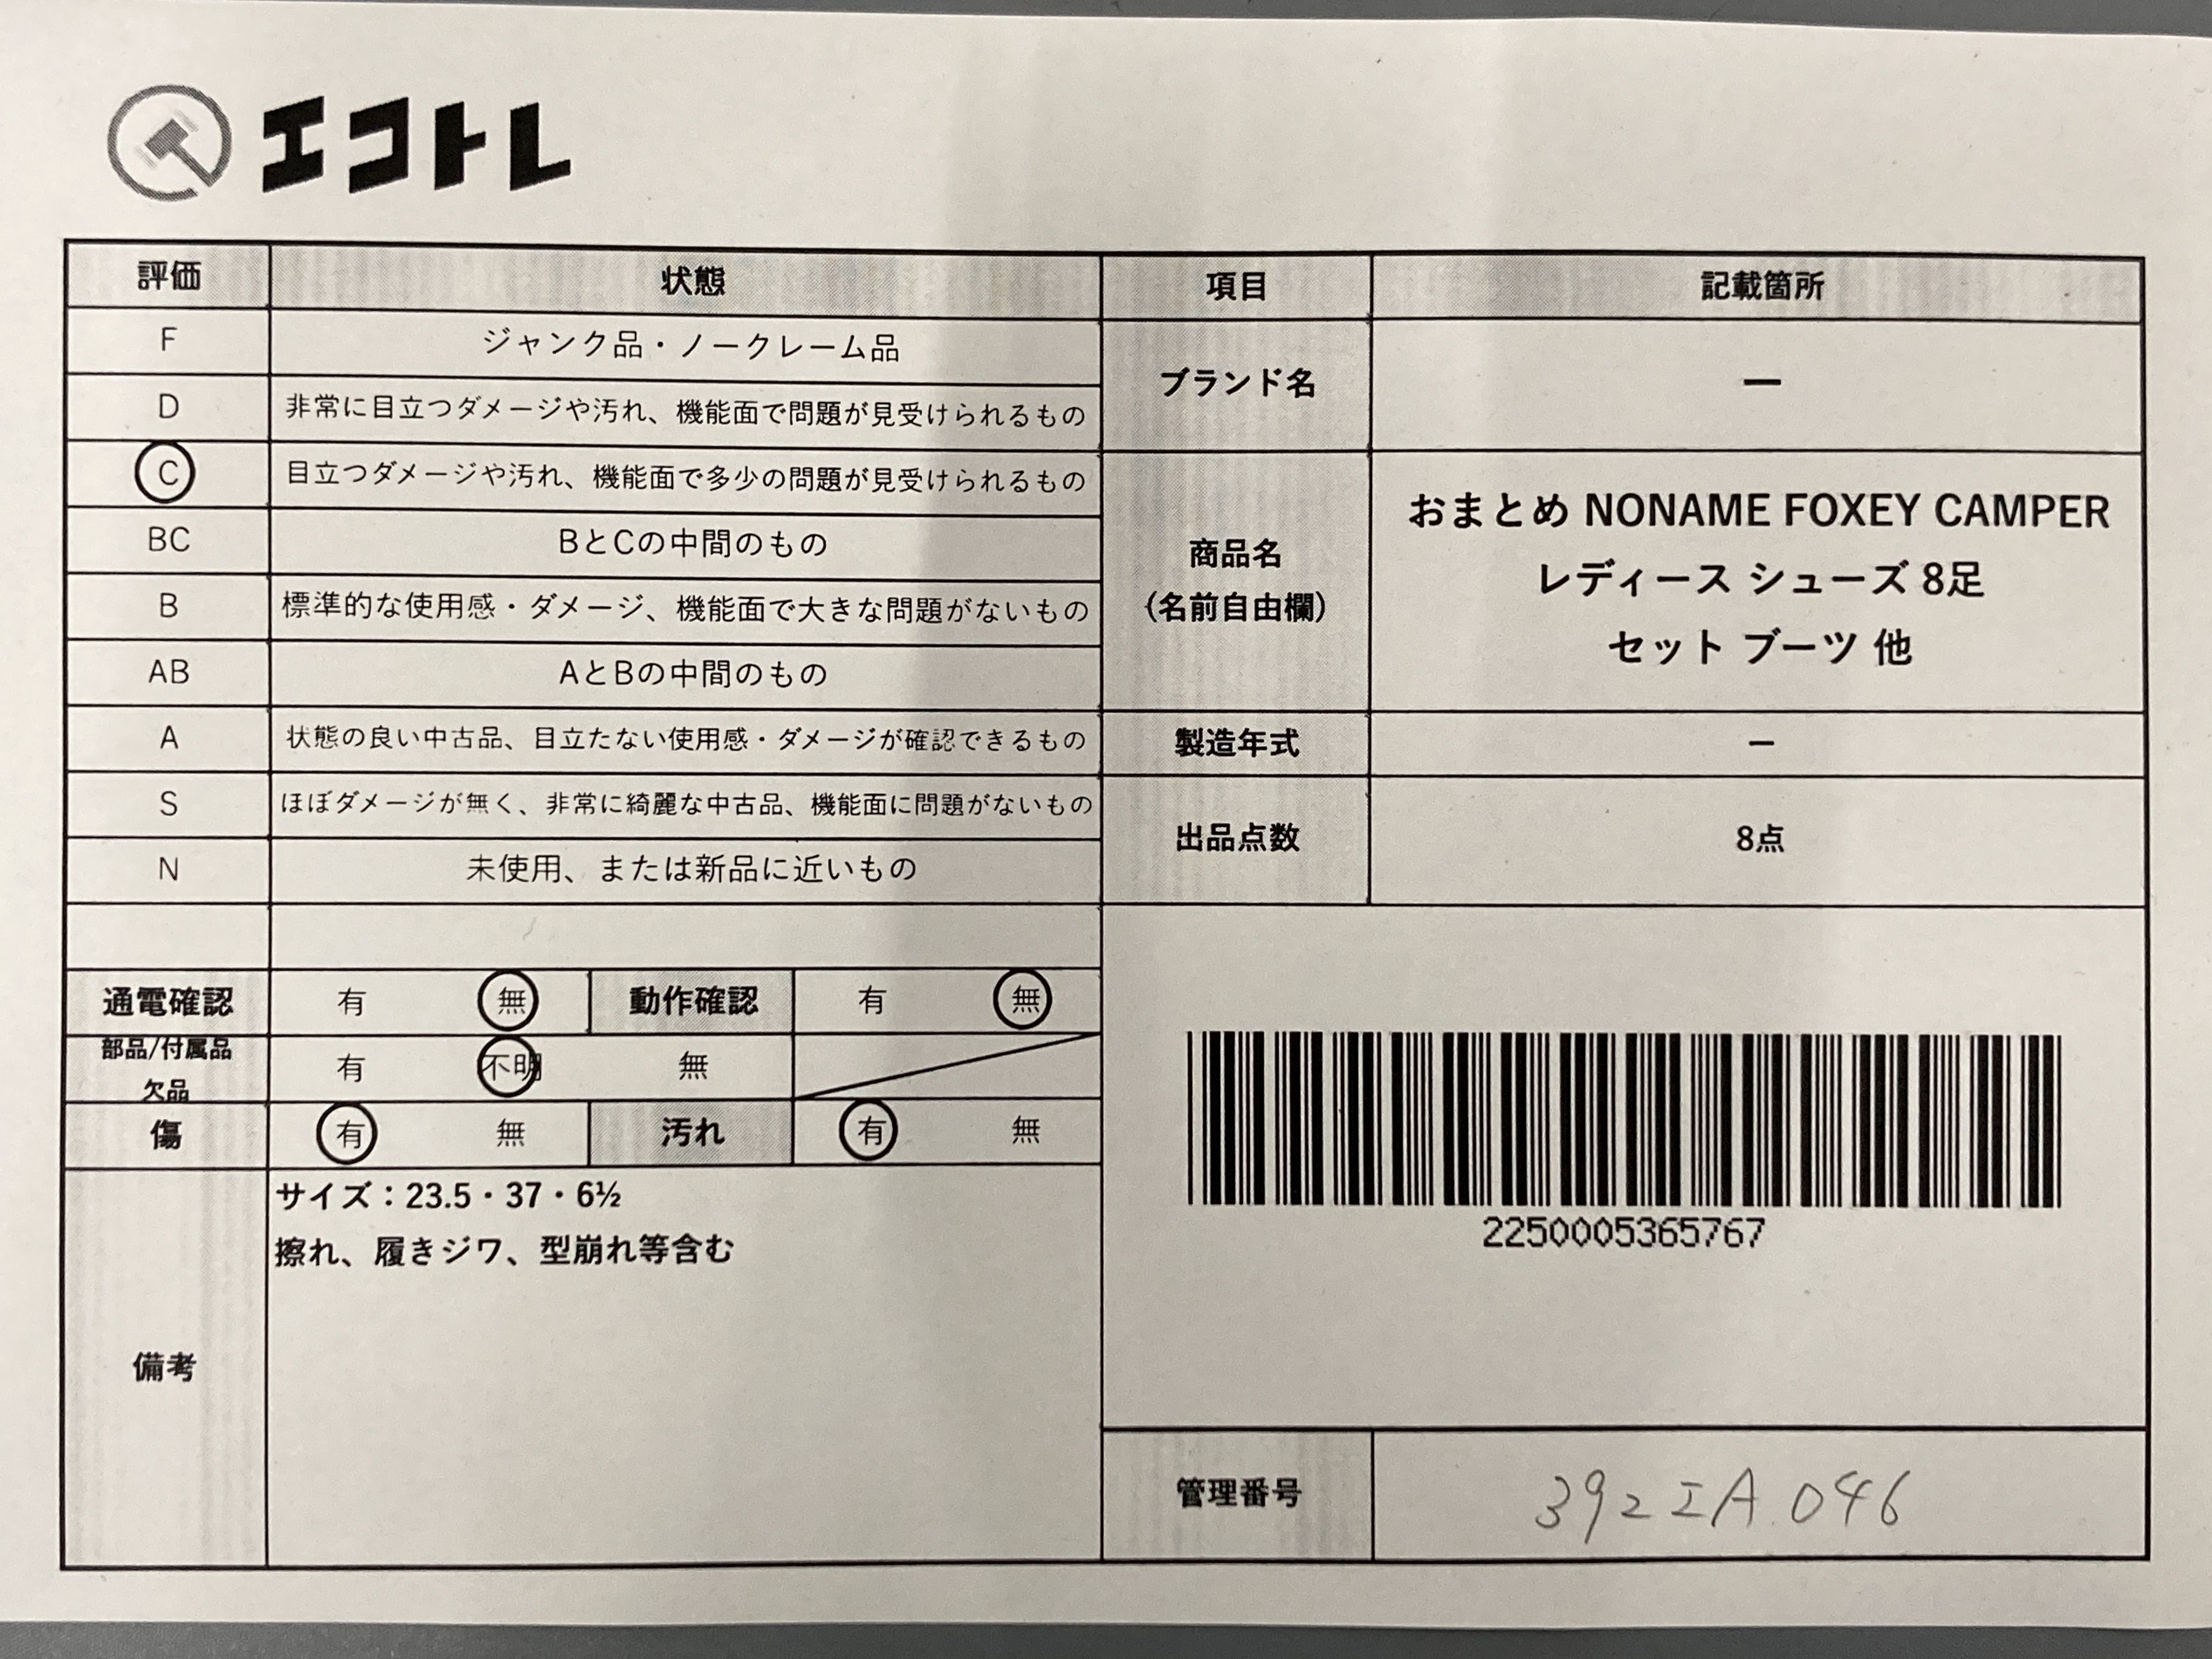 エコトレ
評価 状態 項目 記載箇所
F ジャンク品・ノークレーム品
D 非常に目立つダメージや汚れ、機能面で問題が見受けられるもの
C 目立つダメージや汚れ、機能面で多少の問題が見受けられるもの
BC BとCの中間のもの
B 標準的な使用感・ダメージ、機能面で大きな問題がないもの
AB AとBの中間のもの
A 状態の良い中古品、目立たない使用感・ダメージが確認できるもの
S ほぼダメージが無く、非常に綺麗な中古品、機能面に問題がないもの
N 未使用、または新品に近いもの
ブランド名 ー
商品名
(名前自由欄)
おまとめ NONAME FOXEY CAMPER
レディース シューズ 8足
セット ブーツ 他
製造年式 ー
出品点数 8点
通電確認 有 無 動作確認 有 無
部品/付属品
欠品
有 不明 無
傷 有 無 汚れ 有 無
備考
サイズ：23.5・37・6½
擦れ、履きジワ、型崩れ等含む
2250005365767
管理番号 392IA.046